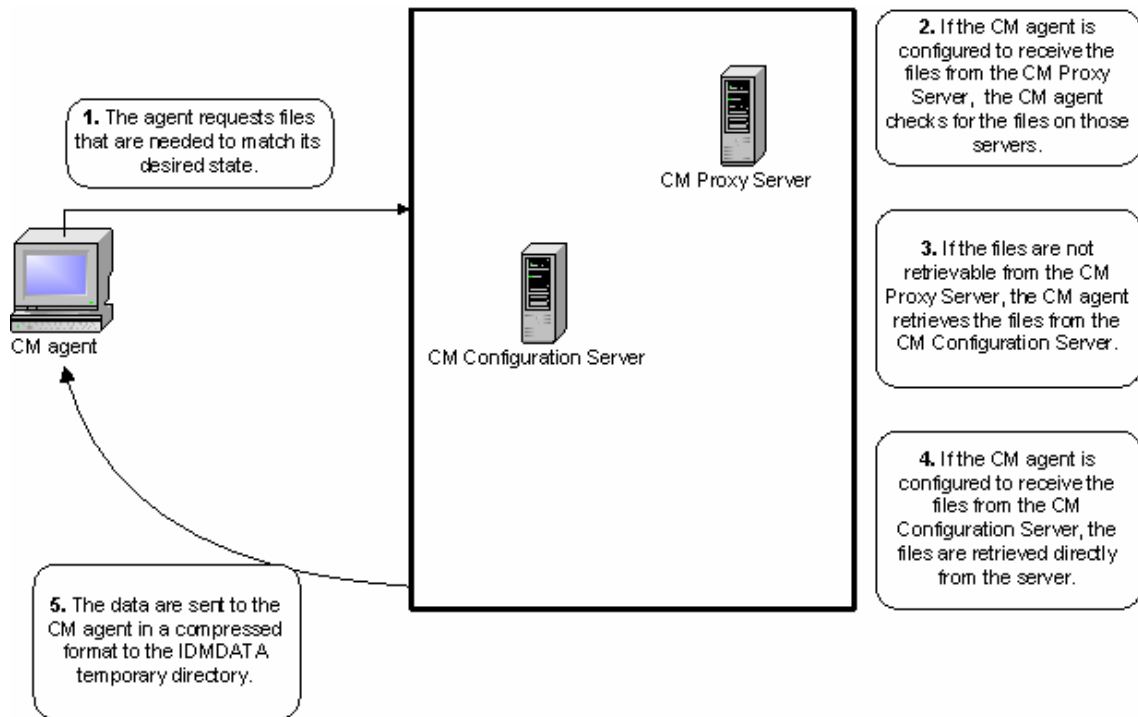 1. The agent requests files
that are needed to match its
desired state.
CM agent
CM Proxy Server
CM Configuration Server
2. If the CM agent is
configured to receive the
files from the CM Proxy
Server, the CM agent
checks for the files on those
servers.
3. If the files are not
retrievable from the CM
Proxy Server, the CM agent
retrieves the files from the
CM Configuration Server.
4. If the CM agent is
configured to receive the
files from the CM
Configuration Server, the
files are retrieved directly
from the server.
5. The data are sent to the
CM agent in a compressed
format to the IDMDATA
temporary directory.